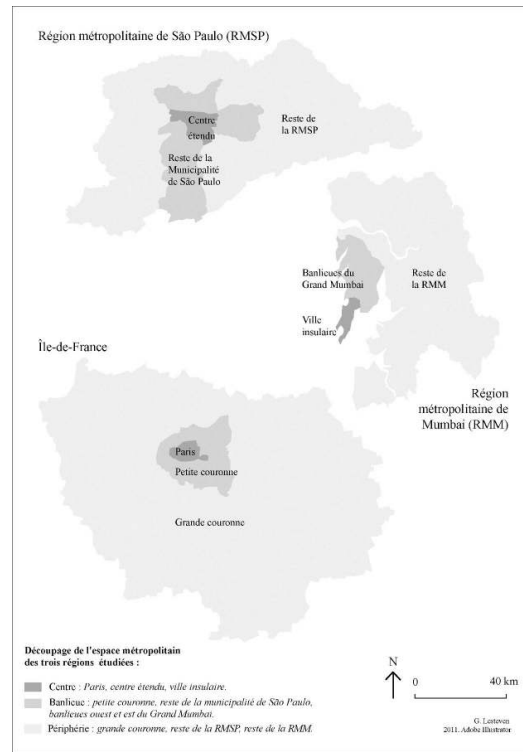 Région métropolitaine de São Paulo (RMSP)
Centre
étendu
Reste de
la RMSP
Reste de la
Municipalité
de São Paulo
Banlieues du
Grand Mumbai
Reste de
la RMM
Ville
insulaire
Île-de-France
Région
métropolitaine de
Mumbai (RMM)
Paris
Petite couronne
Grande couronne
Découpage de l'espace métropolitain
des trois régions étudiées :
Centre : Paris, centre étendu, ville insulaire.
Banlieue : petite couronne, reste de la municipalité de São Paulo,
banlieues ouest et est du Grand Mumbai.
Périphérie : grande couronne, reste de la RMSP, reste de la RMM.
N
0 40 km
G. Lesteven
2011. Adobe Illustrator